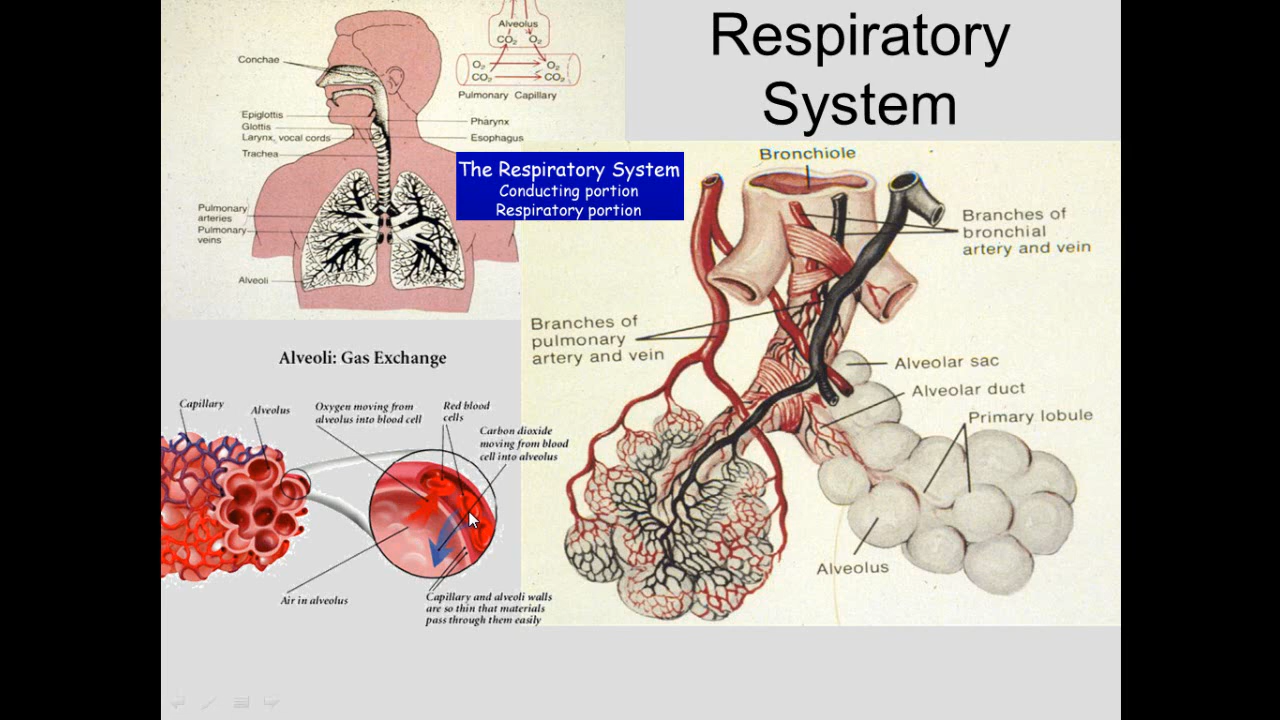 Respiratory
System
Alveolus
CO2 O2
O2 O2
CO2 CO2
Pulmonary Capillary
Conchae
Epiglottis
Glottis
Larynx, vocal cords
Trachea
Pharynx
Esophagus
Pulmonary
arteries
Pulmonary
veins
Alveoli
The Respiratory System
Conducting portion
Respiratory portion
Bronchiole
Branches of
bronchial
artery and vein
Branches of
pulmonary
artery and vein
Alveolar sac
Alveolar duct
Primary lobule
Alveolus
Alveoli: Gas Exchange
Capillary
Alveolus
Oxygen moving from
alveolus into blood cell
Red blood
cells
Carbon dioxide
moving from blood
cell into alveolus
Air in alveolus
Capillary and alveoli walls
are so thin that materials
pass through them easily